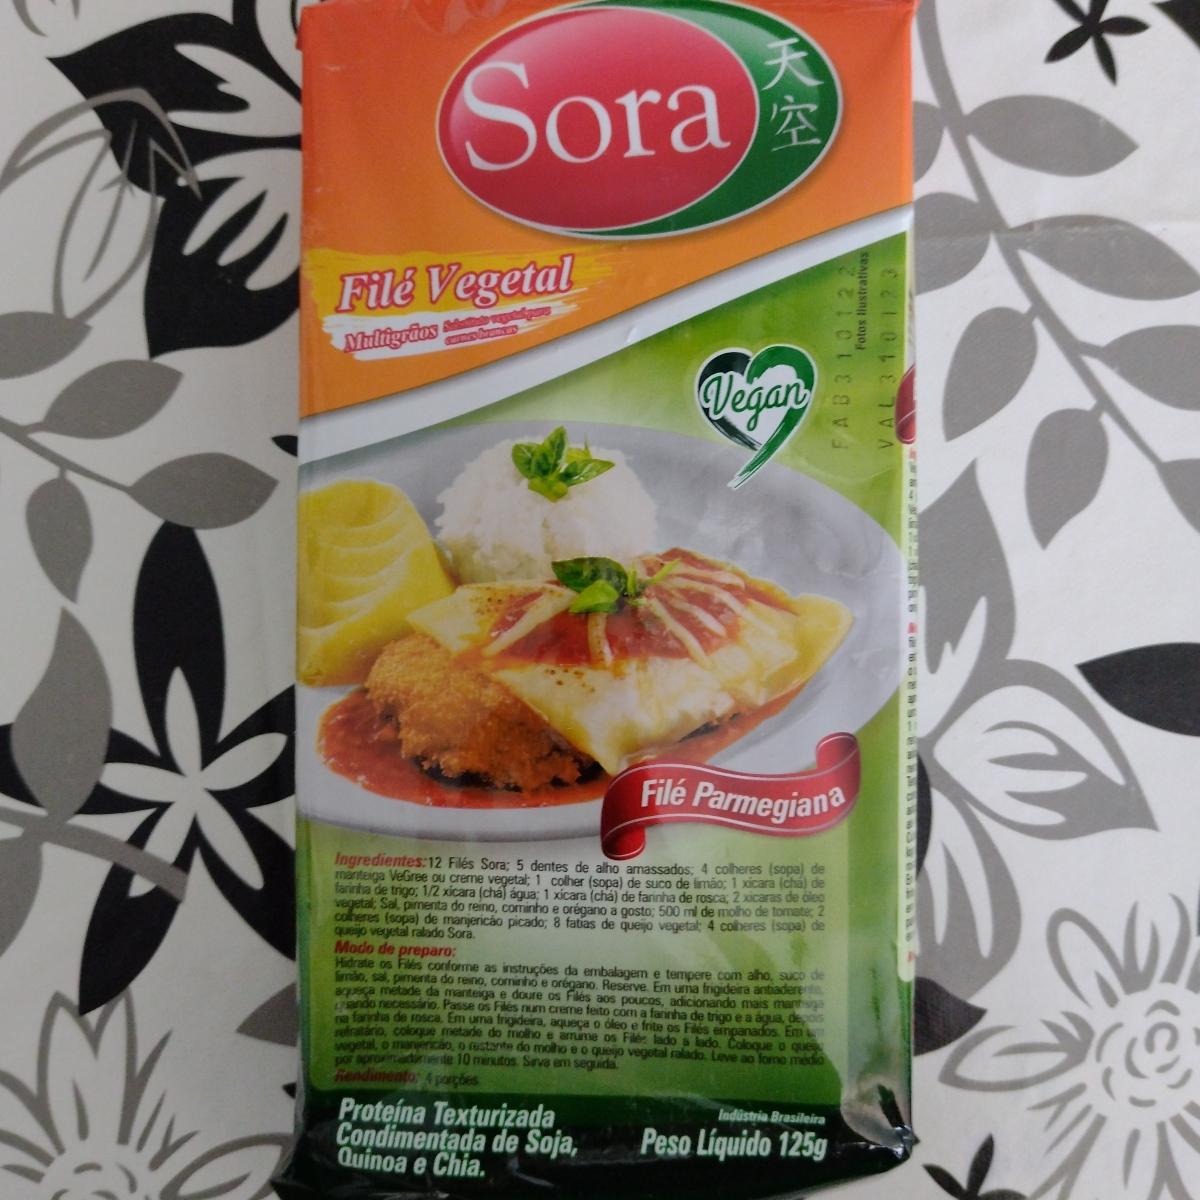 Sora
天空
Filé Vegetal
Multigrãos
Substituto vegetal para
carnes brancas
Vegan
FAB310122
Fotos Ilustrativas
VAL310123
Filé Parmegiana
Ingredientes:12 Filés Sora; 5 dentes de alho amassados; 4 colheres (sopa) de
manteiga VeGree ou creme vegetal; 1 colher (sopa) de suco de limão; 1 xícara (chá) de
farinha de trigo; 1/2 xícara (chá) água; 1 xícara (chá) de farinha de rosca; 2 xícaras de óleo
vegetal; Sal, pimenta do reino, cominho e orégano a gosto; 500 ml de molho de tomate; 2
colheres (sopa) de manjericão picado; 8 fatias de queijo vegetal; 4 colheres (sopa) de
queijo vegetal ralado Sora.
Modo de preparo:
Hidrate os Filés conforme as instruções da embalagem e tempere com alho, suco de
limão, sal, pimenta do reino, cominho e orégano. Reserve. Em uma frigideira antiaderente,
aqueça metade da manteiga e doure os Filés aos poucos, adicionando mais manteiga
quando necessário. Passe os Filés num creme feito com a farinha de trigo e a água, depois
na farinha de rosca. Em uma frigideira, aqueça o óleo e frite os Filés empanados. Em um
refratário, coloque metade do molho e arrume os Filés lado a lado. Coloque o queijo
vegetal, o manjericão, o restante do molho e o queijo vegetal ralado. Leve ao forno médio
por aproximadamente 10 minutos. Sirva em seguida.
Rendimento: 4 porções
Proteína Texturizada
Condimentada de Soja,
Quinoa e Chia.
Indústria Brasileira
Peso Líquido 125g